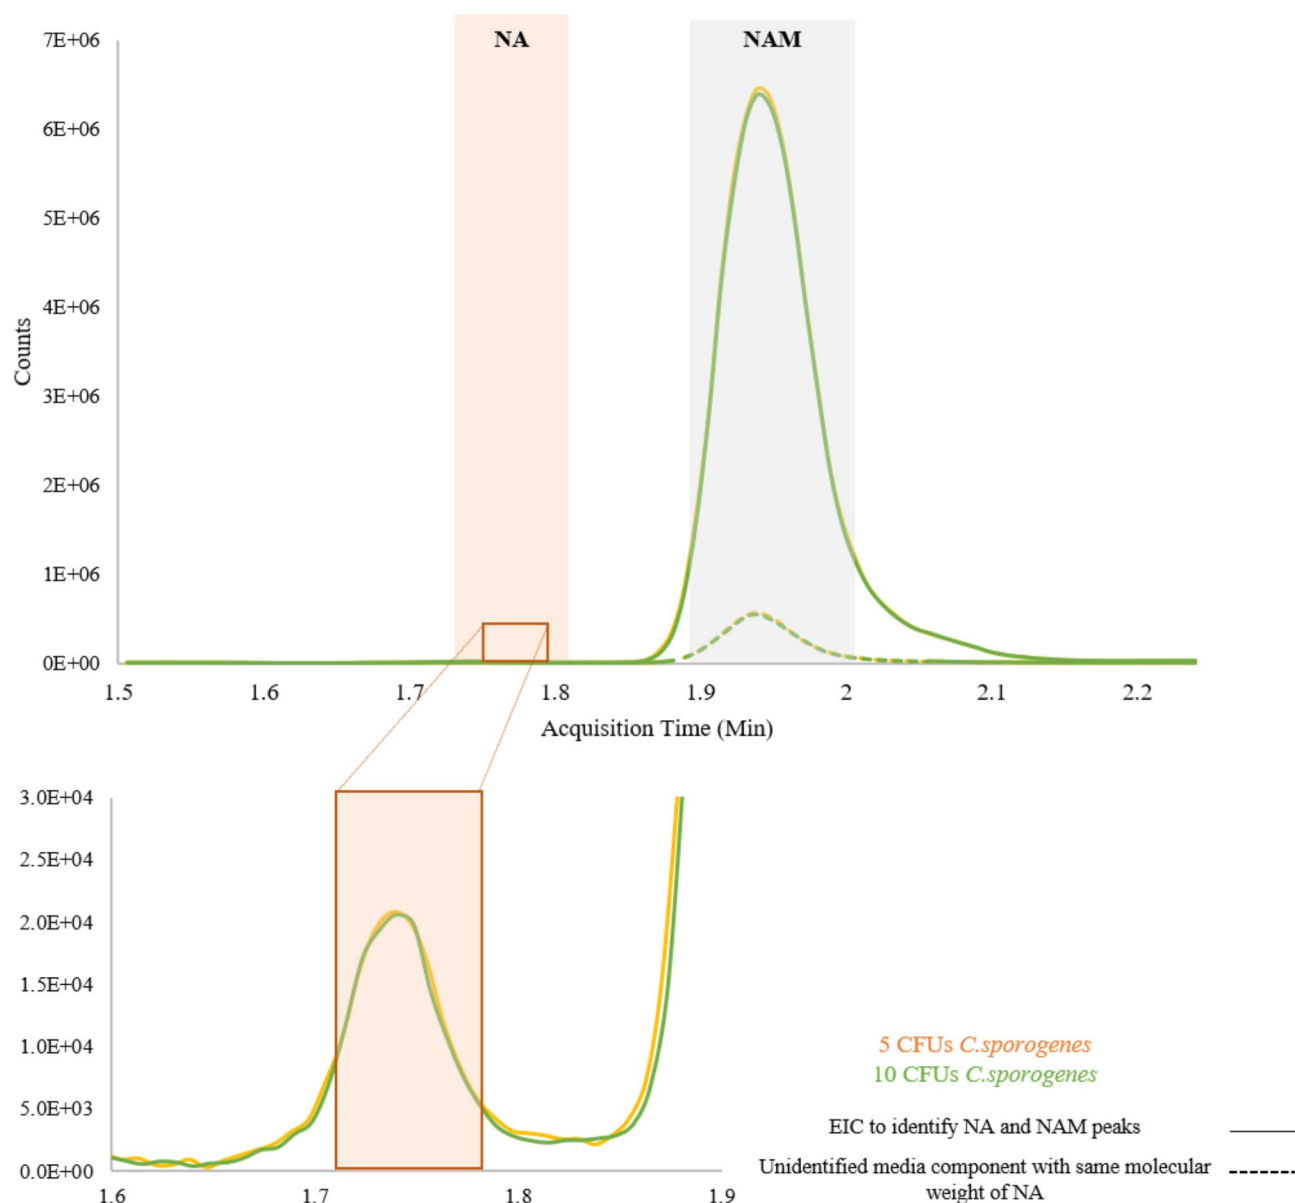 NA
NAM
7E+06
6E+06
5E+06
4E+06
3E+06
2E+06
1E+06
0E+00
Counts
1.5 1.6 1.7 1.8 1.9 2 2.1 2.2
Acquisition Time (Min)
3.0E+04
2.5E+04
2.0E+04
1.5E+04
1.0E+04
5.0E+03
0.0E+00
1.6 1.7 1.8 1.9
5 CFUs C.sporogenes
10 CFUs C.sporogenes
EIC to identify NA and NAM peaks
Unidentified media component with same molecular
weight of NA